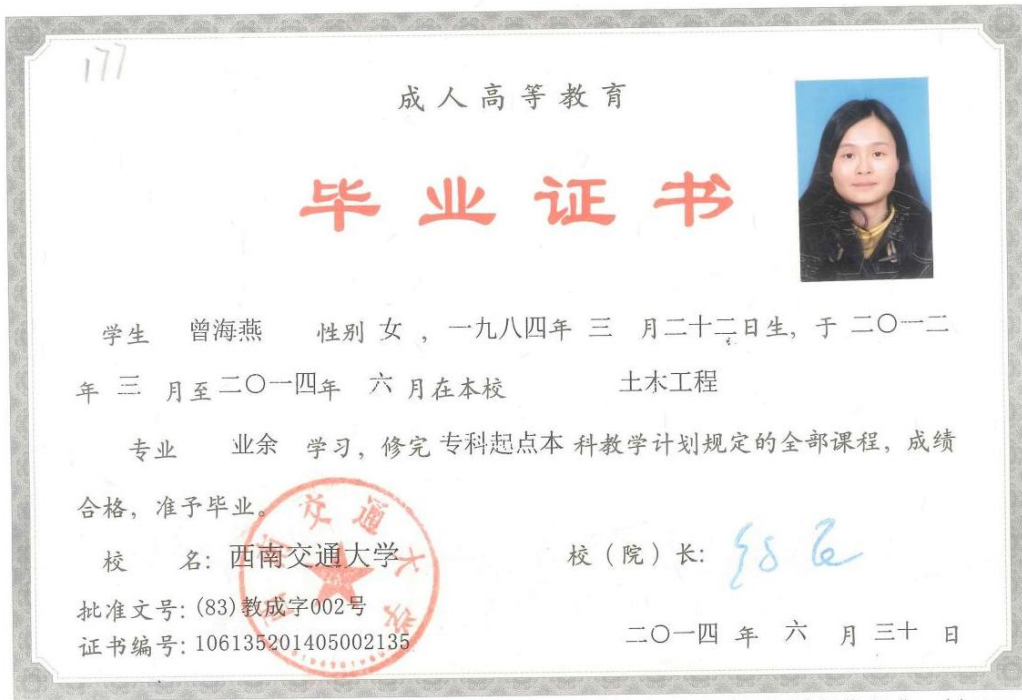 177
成人高等教育
毕业证书
学生 曾海燕 性别 女 ，一九八四年 三 月二十二日生，于 二〇一二
年 三 月至二〇一四年 六 月在本校 土木工程
专业 业余 学习，修完 专科起点本 科教学计划规定的全部课程，成绩
合格，准予毕业。
校 名：西南交通大学 校（院）长：
批准文号：(83)教成字002号
证书编号：106135201405002135
二〇一四 年 六 月 三十 日
西南交通大学